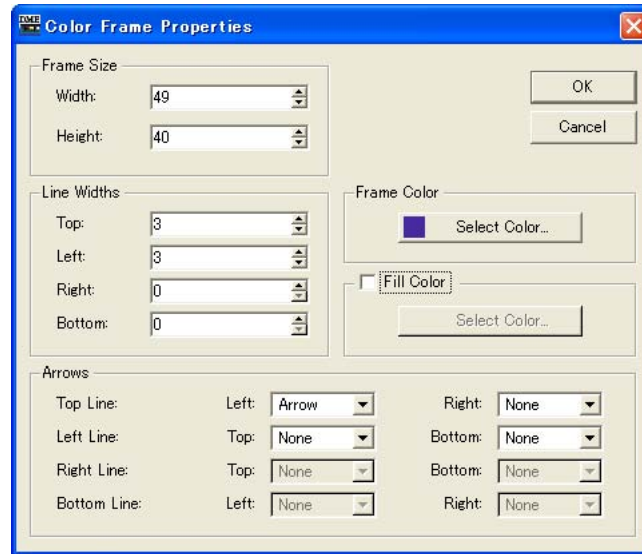 DME
Color Frame Properties
Frame Size
Width: 49
Height: 40
OK
Cancel
Line Widths
Top: 3
Left: 3
Right: 0
Bottom: 0
Frame Color
Select Color...
Fill Color
Select Color...
Arrows
Top Line: Left: Arrow Right: None
Left Line: Top: None Bottom: None
Right Line: Top: None Bottom: None
Bottom Line: Left: None Right: None